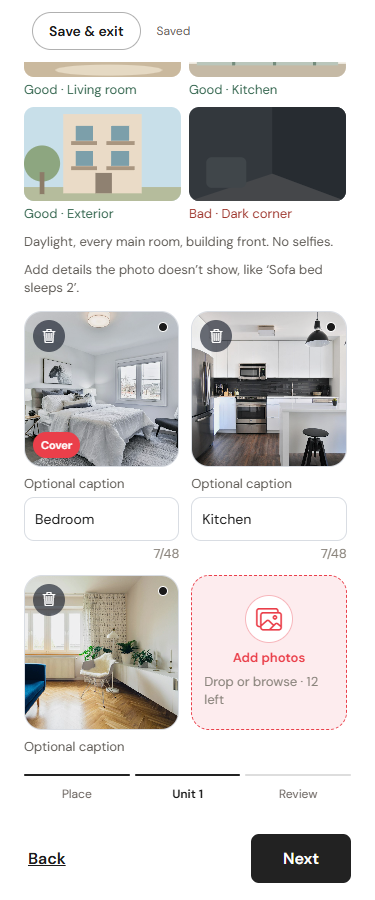 Save & exit
Saved
Good · Living room
Good · Kitchen
Good · Exterior
Bad · Dark corner
Daylight, every main room, building front. No selfies.
Add details the photo doesn’t show, like ‘Sofa bed
sleeps 2’.
Cover
Optional caption
Optional caption
Bedroom
Kitchen
7/48
7/48
Add photos
Drop or browse · 12
left
Optional caption
Place
Unit 1
Review
Back
Next